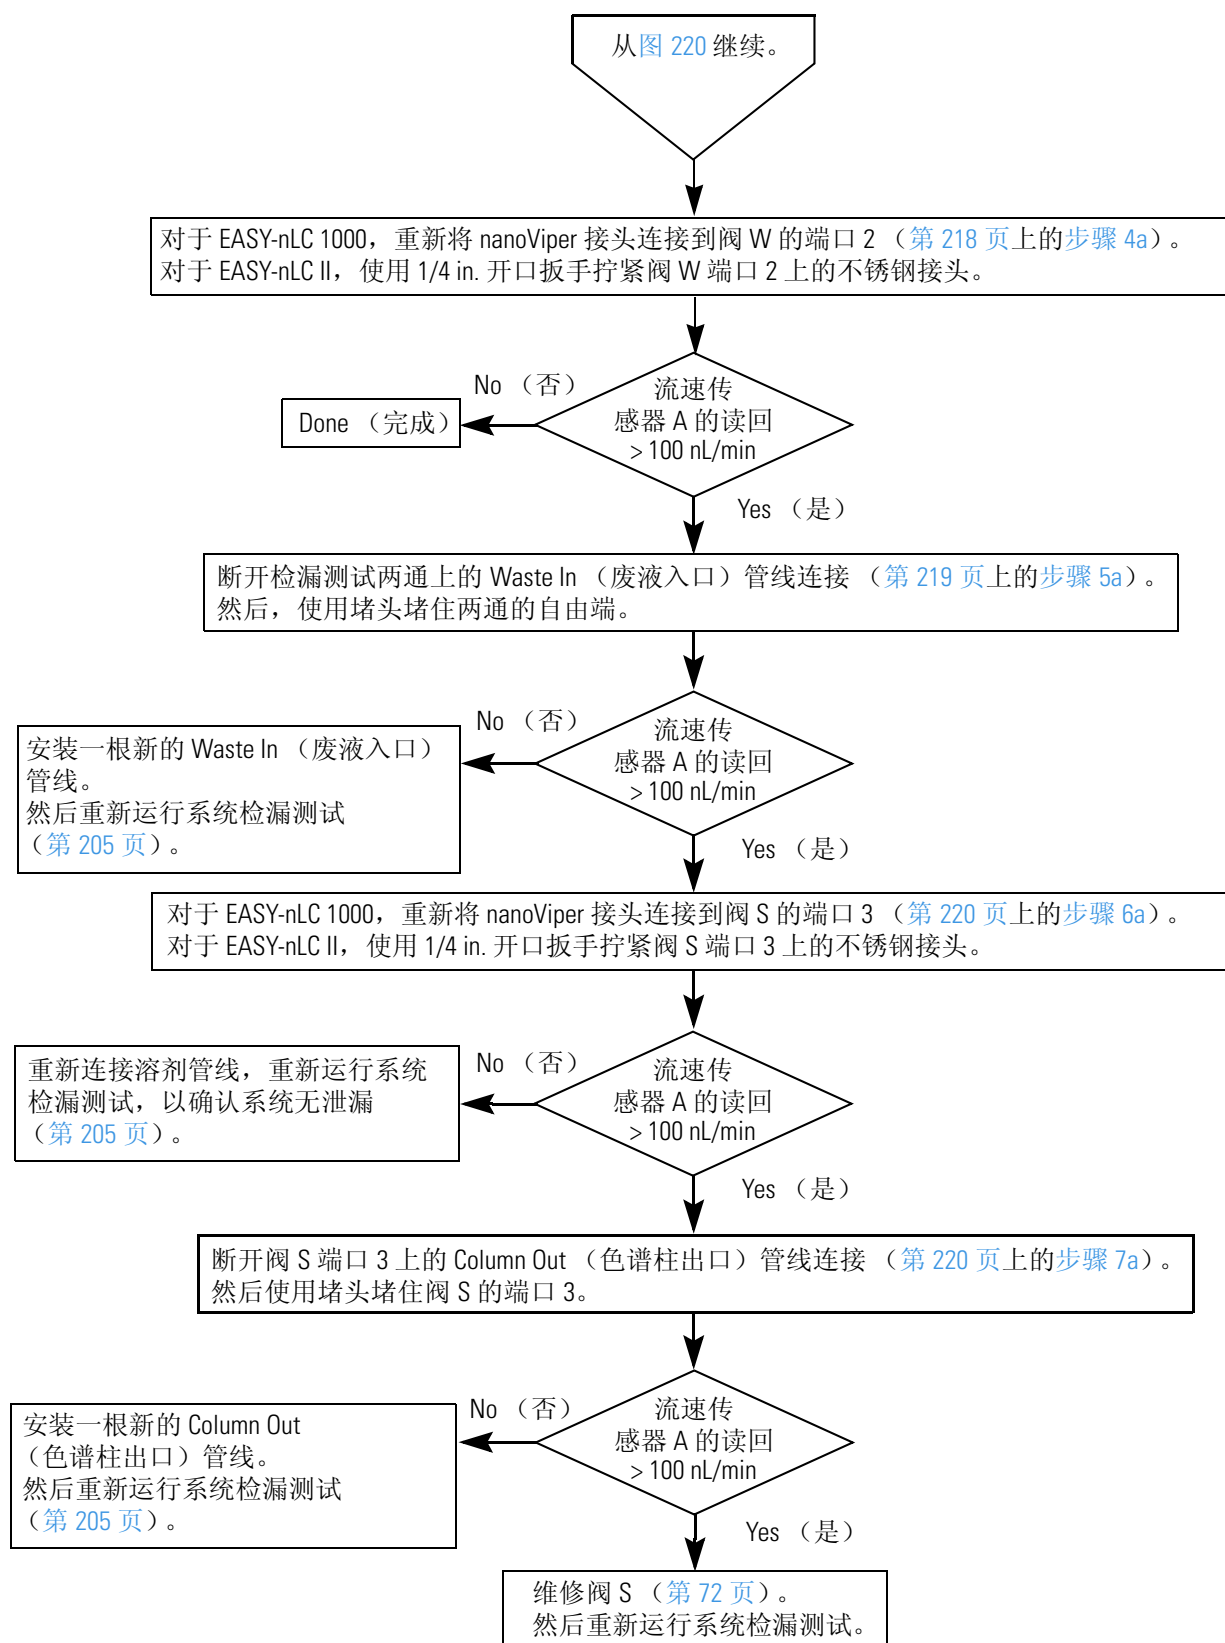 从图 220 继续。
对于 EASY-nLC 1000，重新将 nanoViper 接头连接到阀 W 的端口 2 （第 218 页上的步骤 4a）。
对于 EASY-nLC II，使用 1/4 in. 开口扳手拧紧阀 W 端口 2 上的不锈钢接头。
No （否）
流速传
感器 A 的读回
> 100 nL/min
Done （完成）
Yes （是）
断开检漏测试两通上的 Waste In （废液入口）管线连接 （第 219 页上的步骤 5a）。
然后，使用堵头堵住两通的自由端。
No （否）
流速传
感器 A 的读回
> 100 nL/min
安装一根新的 Waste In （废液入口）
管线。
然后重新运行系统检漏测试
（第 205 页）。
Yes （是）
对于 EASY-nLC 1000，重新将 nanoViper 接头连接到阀 S 的端口 3 （第 220 页上的步骤 6a）。
对于 EASY-nLC II，使用 1/4 in. 开口扳手拧紧阀 S 端口 3 上的不锈钢接头。
No （否）
流速传
感器 A 的读回
> 100 nL/min
重新连接溶剂管线，重新运行系统
检漏测试，以确认系统无泄漏
（第 205 页）。
Yes （是）
断开阀 S 端口 3 上的 Column Out （色谱柱出口）管线连接 （第 220 页上的步骤 7a）。
然后使用堵头堵住阀 S 的端口 3。
No （否）
流速传
感器 A 的读回
> 100 nL/min
安装一根新的 Column Out
（色谱柱出口）管线。
然后重新运行系统检漏测试
（第 205 页）。
Yes （是）
维修阀 S （第 72 页）。
然后重新运行系统检漏测试。